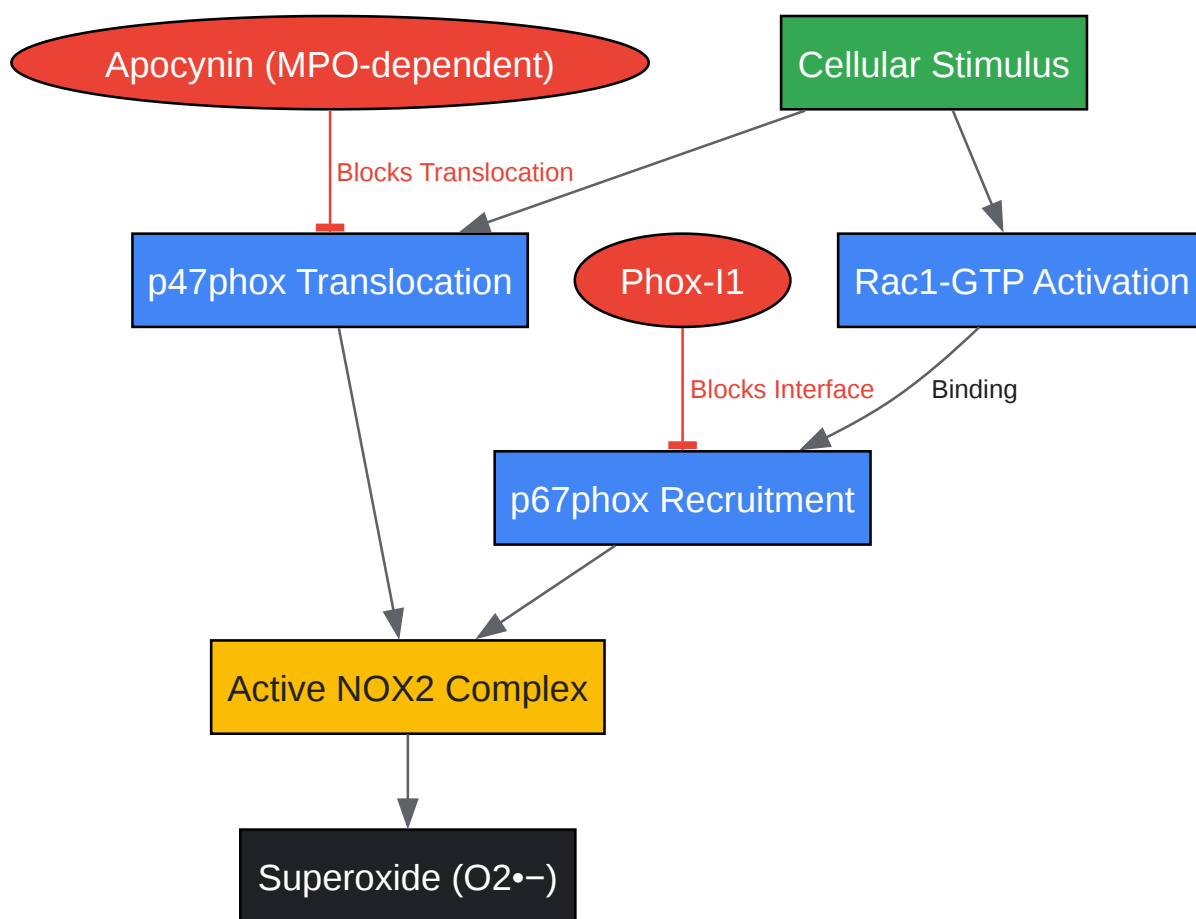 Apocynin (MPO-dependent)
Cellular Stimulus
Blocks Translocation
p47phox Translocation
Phox-I1
Rac1-GTP Activation
Blocks Interface
Binding
p67phox Recruitment
Active NOX2 Complex
Superoxide (O2•−)